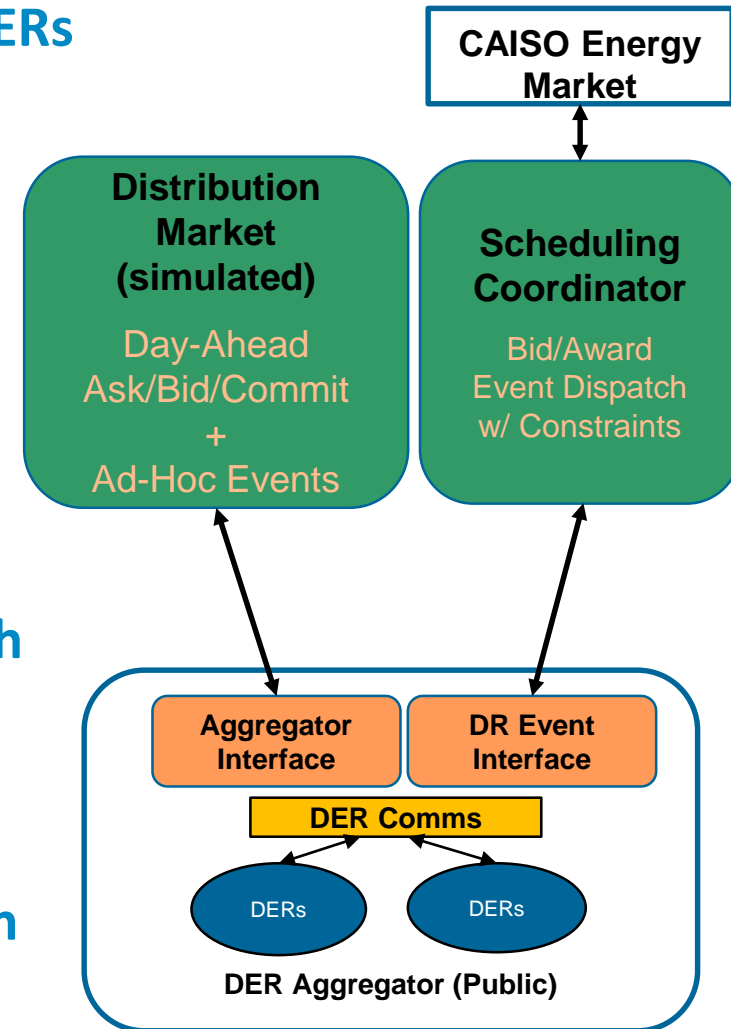 ERs
CAISO Energy
Market
Distribution
Market
(simulated)
Day-Ahead
Ask/Bid/Commit
+
Ad-Hoc Events
Scheduling
Coordinator
Bid/Award
Event Dispatch
w/ Constraints
h
Aggregator
Interface
DR Event
Interface
DER Comms
DERs
DERs
n
DER Aggregator (Public)